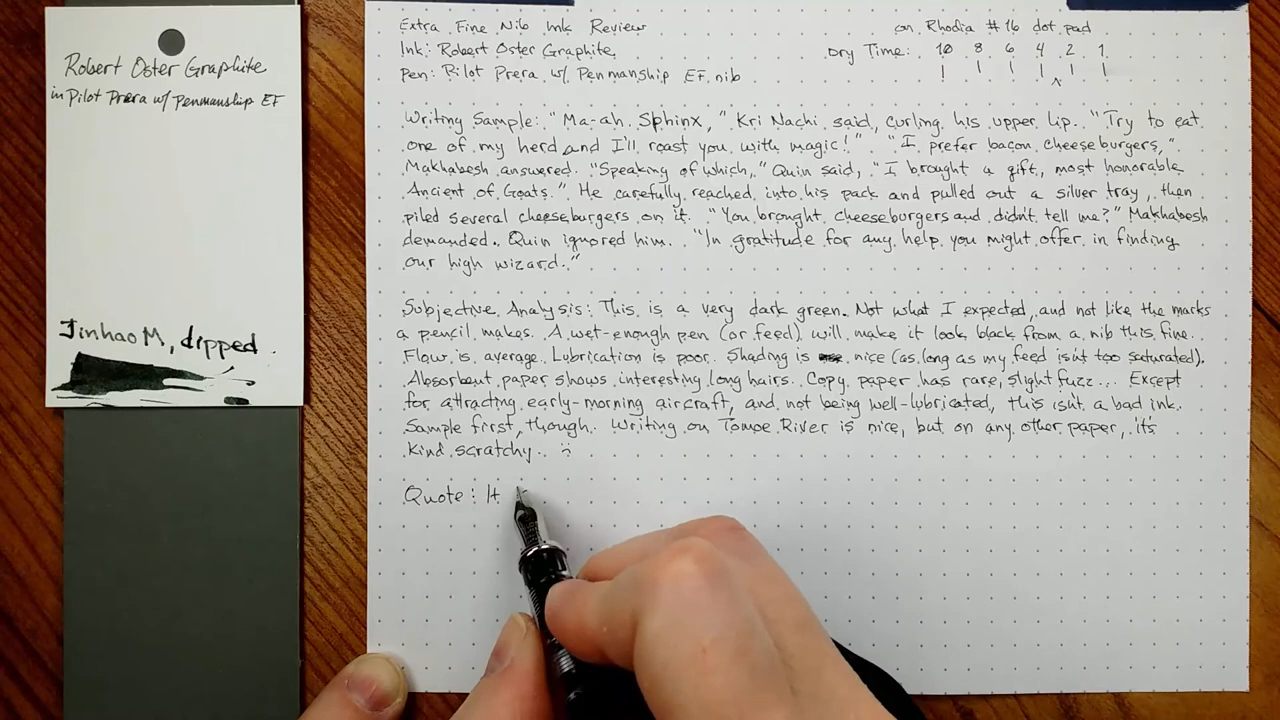 Robert Oster Graphite
in Pilot Prera w/ Penmanship EF
Jinhao M, dipped
Extra Fine Nib Ink Review
Ink: Robert Oster Graphite
Pen: Pilot Prera w/ Penmanship EF nib
on Rhodia #16 dot pad
Dry Time: 10 8 6 4 2 1
Writing Sample: "Ma-ah Sphinx," Kri Nachi said, curling his upper lip. "Try to eat
one of my herd and I'll roast you with magic!" "I prefer bacon cheeseburgers,"
Makhabesh answered. "Speaking of which," Quin said, "I brought a gift, most honorable
Ancient of Goats." He carefully reached into his pack and pulled out a silver tray, then
piled several cheeseburgers on it. "You brought cheeseburgers and didn't tell me?" Makhabesh
demanded. Quin ignored him. "In gratitude for any help you might offer in finding
our high wizard."
Subjective Analysis: This is a very dark green. Not what I expected, and not like the marks
a pencil makes. A wet-enough pen (or feed) will make it look black from a nib this fine.
Flow is average. Lubrication is poor. Shading is nice (as long as my feed isn't too saturated).
Absorbent paper shows interesting long hairs. Copy paper has rare, slight fuzz... Except
for attracting early-morning aircraft, and not being well-lubricated, this isn't a bad ink.
Sample first, though. Writing on Tomoe River is nice, but on any other paper, it's
kind scratchy. :
Quote: It